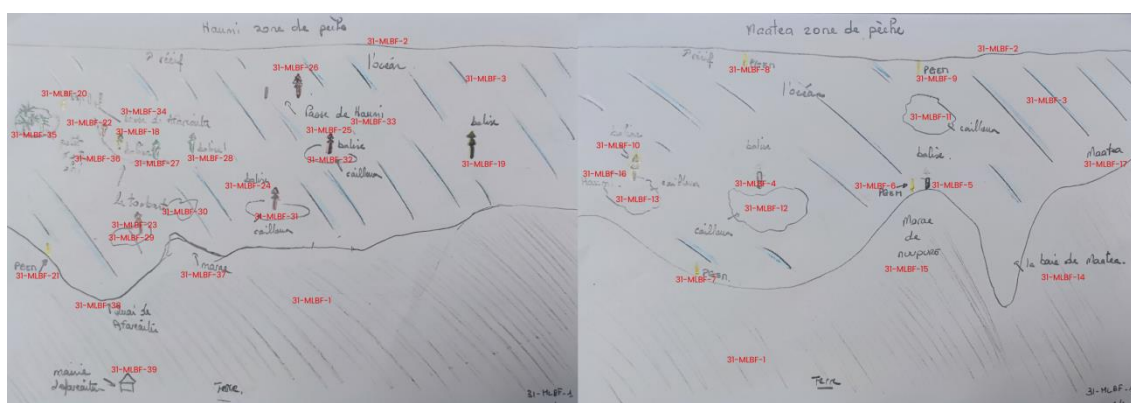 Haumi zone de pêche
31-MLBF-2
récif
l'océan
31-MLBF-26
31-MLBF-3
31-MLBF-20
31-MLBF-34
Passe de Haumi
31-MLBF-33
31-MLBF-35
31-MLBF-22
31-MLBF-18
31-MLBF-25
balise
balise
31-MLBF-36
31-MLBF-27
31-MLBF-28
31-MLBF-32
cailloux
31-MLBF-19
balise
31-MLBF-24
31-MLBF-30
31-MLBF-31
31-MLBF-23
cailloux
31-MLBF-29
PGEM
31-MLBF-21
marae
31-MLBF-37
31-MLBF-38
Quai de
Afareaitu
31-MLBF-1
31-MLBF-39
mairie
Terre.
31-MLBF-1
Maatea zone de pêche
31-MLBF-2
récif
PGEM
31-MLBF-8
PGEM
31-MLBF-9
l'océan
31-MLBF-3
31-MLBF-11
cailloux
31-MLBF-10
balise
balise
Maatea
31-MLBF-17
31-MLBF-16
cailloux
31-MLBF-4
31-MLBF-6
PGEM
31-MLBF-5
Haumi
31-MLBF-13
31-MLBF-12
cailloux
Marae
de
NUUPURE
31-MLBF-15
PGEM
31-MLBF-7
la baie de Maatea.
31-MLBF-14
31-MLBF-1
Terre